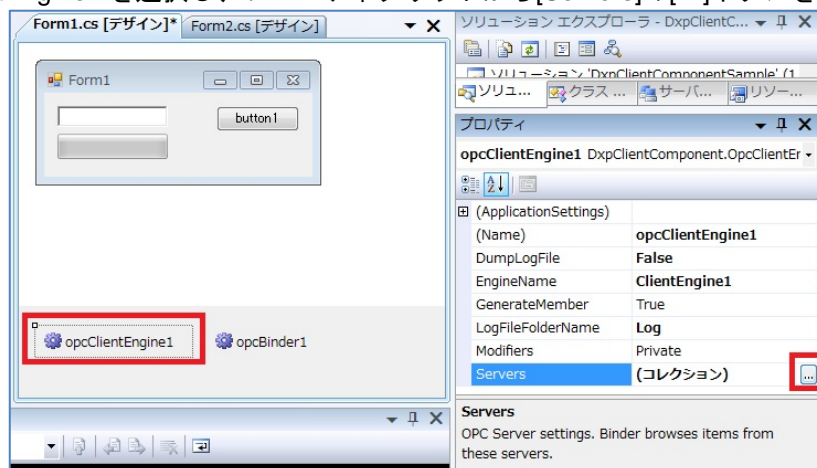 Form1.cs [デザイン]* Form2.cs [デザイン]
Form1
button1
opcClientEngine1 opcBinder1
ソリューション エクスプローラ - DxpClientC...
ソリューション 'DxpClientComponentSample' (1
ソリュ... クラス ... サーバ... リソー...
プロパティ
opcClientEngine1 DxpClientComponent.OpcClientEr
(ApplicationSettings)
(Name) opcClientEngine1
DumpLogFile False
EngineName ClientEngine1
GenerateMember True
LogFileFolderName Log
Modifiers Private
Servers (コレクション) ...
Servers
OPC Server settings. Binder browses items from
these servers.